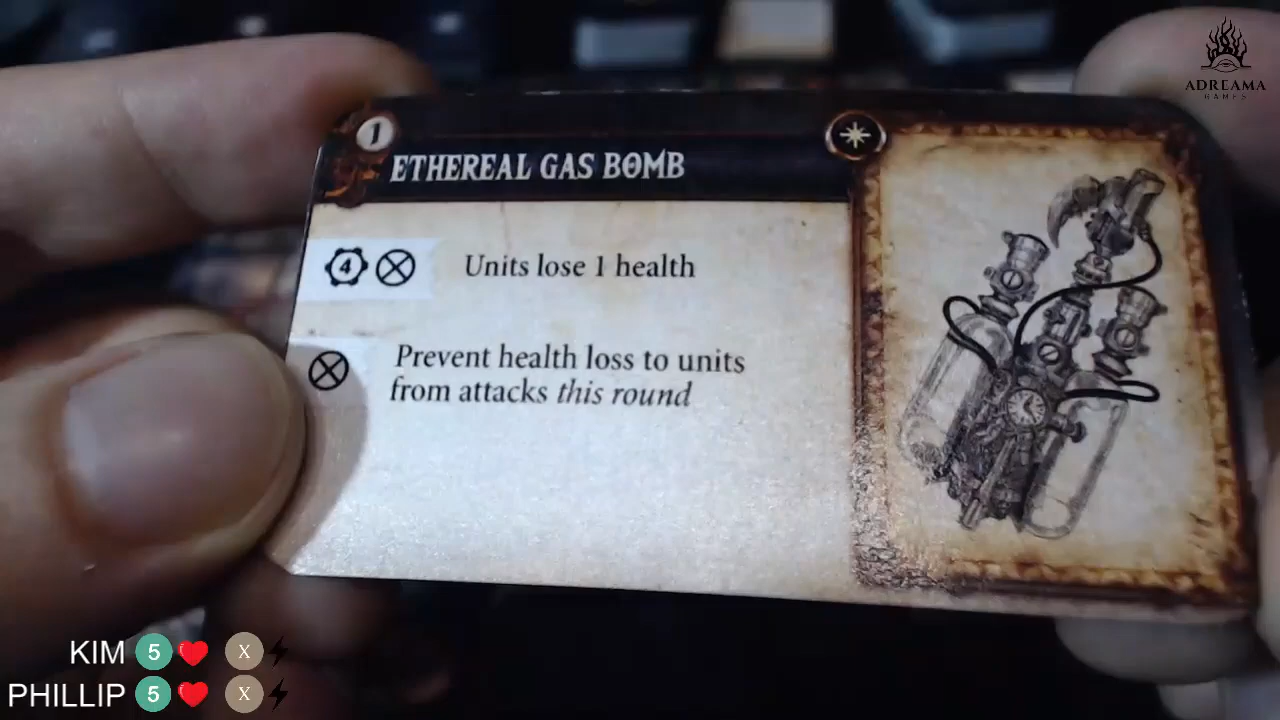 ADREAMA
GAMES
1
ETHEREAL GAS BOMB
4 Units lose 1 health
Prevent health loss to units
from attacks this round
KIM 5 X
PHILLIP 5 X